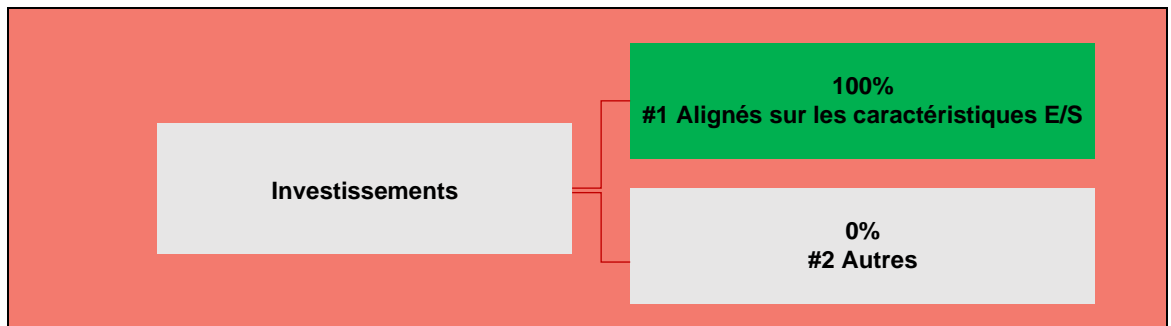 Investissements
100%
#1 Alignés sur les caractéristiques E/S
0%
#2 Autres